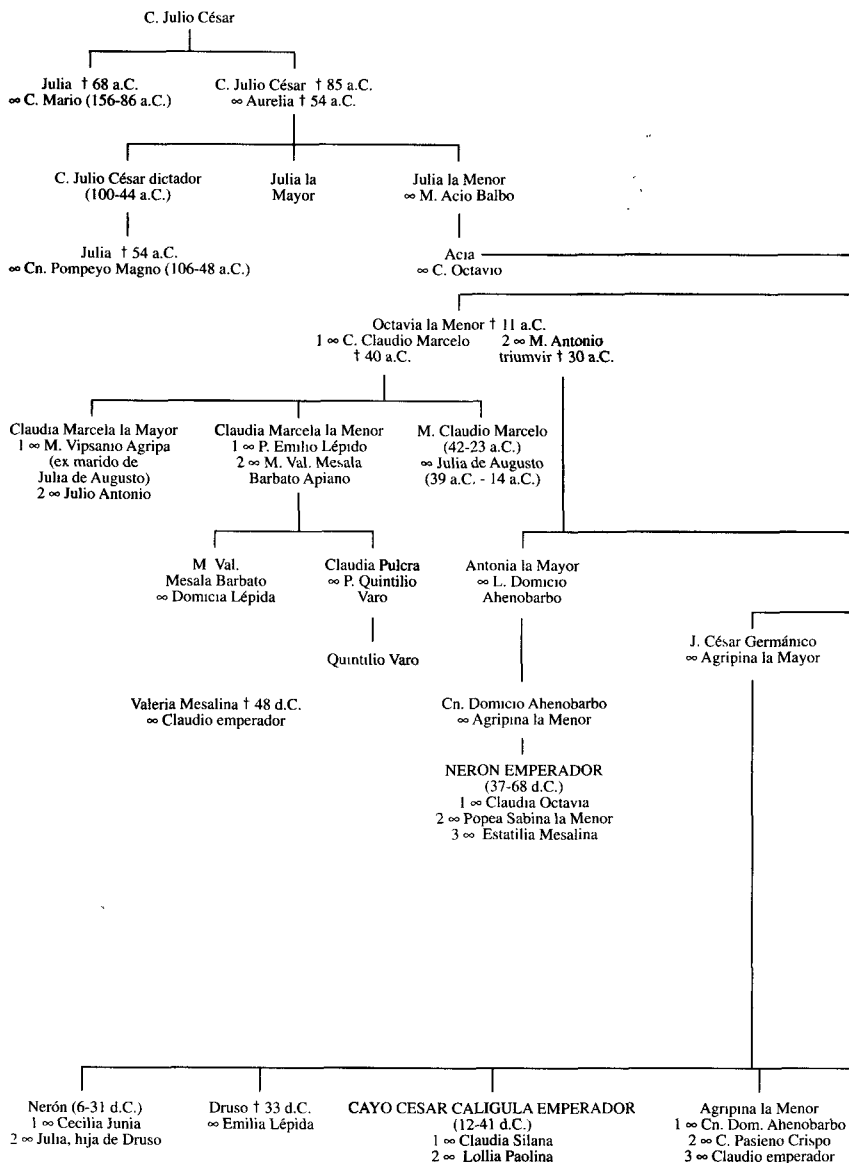 C. Julio César
Julia † 68 a.C.
∞ C. Mario (156-86 a.C.)
C. Julio César † 85 a.C.
∞ Aurelia † 54 a.C.
C. Julio César dictador
(100-44 a.C.)
Julia la
Mayor
Julia la Menor
∞ M. Acio Balbo
Julia † 54 a.C.
∞ Cn. Pompeyo Magno (106-48 a.C.)
Acia
∞ C. Octavio
Octavia la Menor † 11 a.C.
1 ∞ C. Claudio Marcelo
† 40 a.C.
2 ∞ M. Antonio
triumvir † 30 a.C.
Claudia Marcela la Mayor
1 ∞ M. Vipsanio Agripa
(ex marido de
Julia de Augusto)
2 ∞ Julio Antonio
Claudia Marcela la Menor
1 ∞ P. Emilio Lépido
2 ∞ M. Val. Mesala
Barbato Apiano
M. Claudio Marcelo
(42-23 a.C.)
∞ Julia de Augusto
(39 a.C. - 14 a.C.)
M Val.
Mesala Barbato
∞ Domicia Lépida
Claudia Pulcra
∞ P. Quintilio
Varo
Antonia la Mayor
∞ L. Domicio
Ahenobarbo
Quintilio Varo
J. César Germánico
∞ Agripina la Mayor
Valeria Mesalina † 48 d.C.
∞ Claudio emperador
Cn. Domicio Ahenobarbo
∞ Agripina la Menor
NERON EMPERADOR
(37-68 d.C.)
1 ∞ Claudia Octavia
2 ∞ Popea Sabina la Menor
3 ∞ Estatilia Mesalina
Nerón (6-31 d.C.)
1 ∞ Cecilia Junia
2 ∞ Julia, hija de Druso
Druso † 33 d.C.
∞ Emilia Lépida
CAYO CESAR CALIGULA EMPERADOR
(12-41 d.C.)
1 ∞ Claudia Silana
2 ∞ Lollia Paolina
Agripina la Menor
1 ∞ Cn. Dom. Ahenobarbo
2 ∞ C. Pasieno Crispo
3 ∞ Claudio emperador